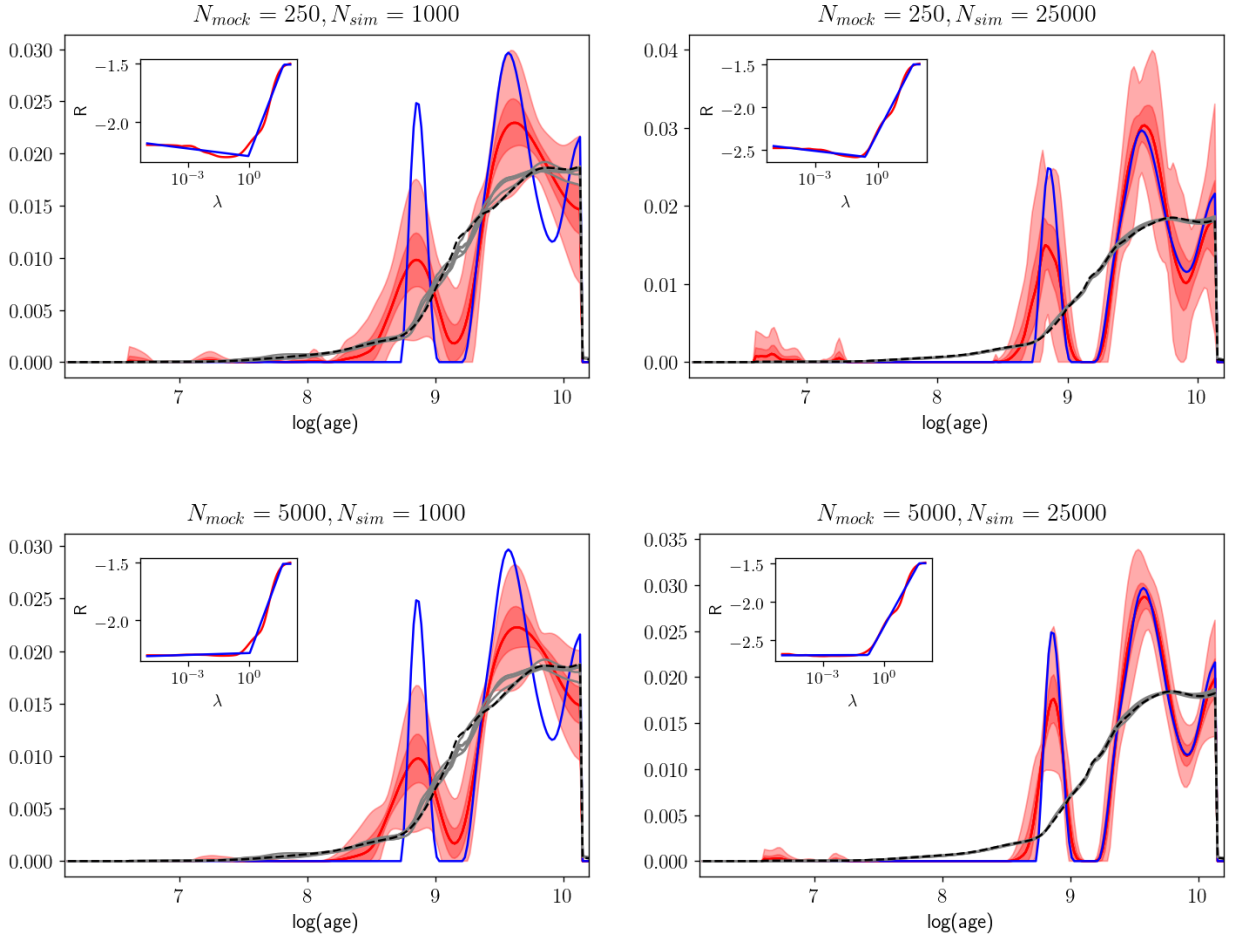 N_{mock} = 250, N_{sim} = 1000
0.030
0.025
0.020
0.015
0.010
0.005
0.000
−1.5
−2.0
R
10^{−3} 10^{0}
λ
7 8 9 10
log(age)
N_{mock} = 250, N_{sim} = 25000
0.04
0.03
0.02
0.01
0.00
−1.5
−2.0
−2.5
R
10^{−3} 10^{0}
λ
7 8 9 10
log(age)
N_{mock} = 5000, N_{sim} = 1000
0.030
0.025
0.020
0.015
0.010
0.005
0.000
−1.5
−2.0
R
10^{−3} 10^{0}
λ
7 8 9 10
log(age)
N_{mock} = 5000, N_{sim} = 25000
0.035
0.030
0.025
0.020
0.015
0.010
0.005
0.000
−1.5
−2.0
−2.5
R
10^{−3} 10^{0}
λ
7 8 9 10
log(age)